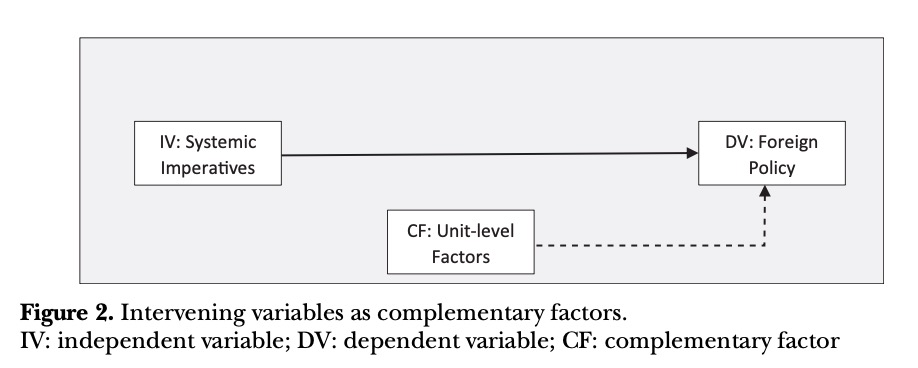 IV: Systemic
Imperatives
DV: Foreign
Policy
CF: Unit-level
Factors
Figure 2. Intervening variables as complementary factors.
IV: independent variable; DV: dependent variable; CF: complementary factor